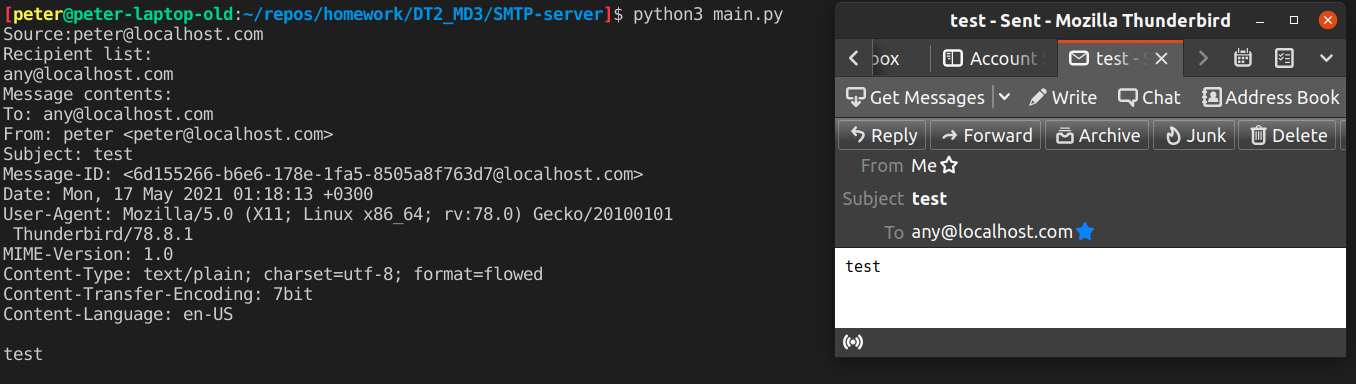 [peter@peter-laptop-old:~/repos/homework/DT2_MD3/SMTP-server]$ python3 main.py
Source:peter@localhost.com
Recipient list:
any@localhost.com
Message contents:
To: any@localhost.com
From: peter <peter@localhost.com>
Subject: test
Message-ID: <6d155266-b6e6-178e-1fa5-8505a8f763d7@localhost.com>
Date: Mon, 17 May 2021 01:18:13 +0300
User-Agent: Mozilla/5.0 (X11; Linux x86_64; rv:78.0) Gecko/20100101
 Thunderbird/78.8.1
MIME-Version: 1.0
Content-Type: text/plain; charset=utf-8; format=flowed
Content-Transfer-Encoding: 7bit
Content-Language: en-US
test
test - Sent - Mozilla Thunderbird
box Account test -
Get Messages Write Chat Address Book
Reply Forward Archive Junk Delete
From Me
Subject test
To any@localhost.com
test